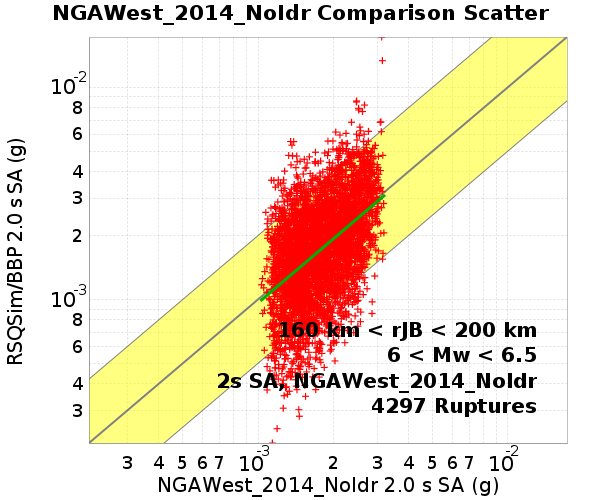 NGAWest_2014_NoIdr Comparison Scatter
RSQSim/BBP 2.0 s SA (g)
10-2
8
6
4
3
2
10-3
8
6
4
3
160 km < rJB < 200 km
6 < Mw < 6.5
2s SA, NGAWest_2014_NoIdr
4297 Ruptures
3 4 5 6 7 10-3 2 3 4 5 6 7 10-2
NGAWest_2014_NoIdr 2.0 s SA (g)